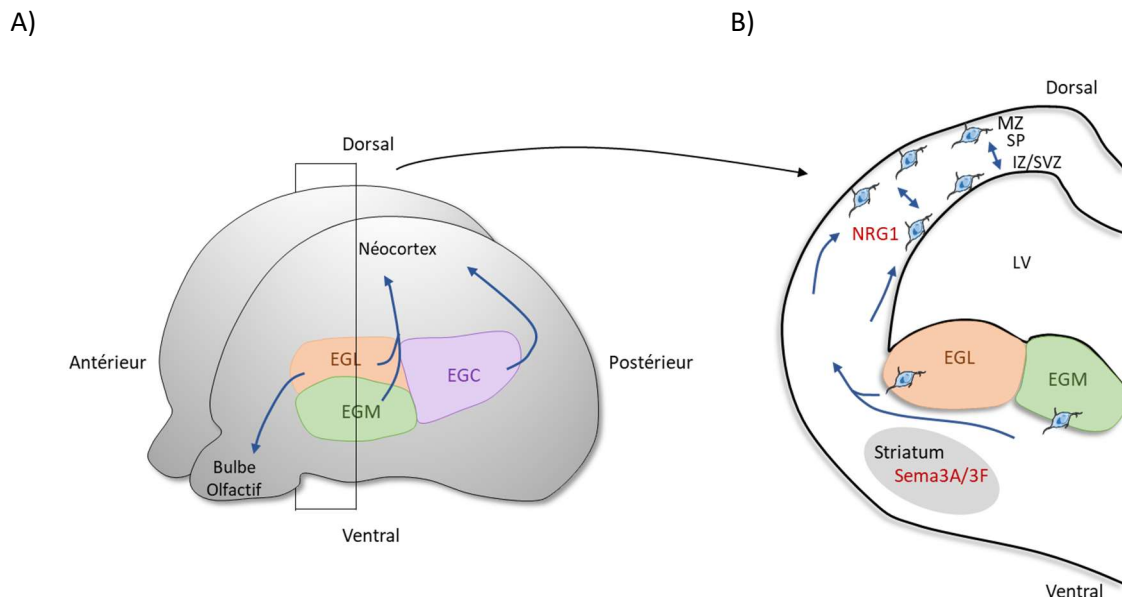 A)
Dorsal
Néocortex
Antérieur
EGL
EGC
Postérieur
EGM
Bulbe
Olfactif
Ventral
B)
Dorsal
MZ
SP
IZ/SVZ
NRG1
LV
EGL
EGM
Striatum
Sema3A/3F
Ventral